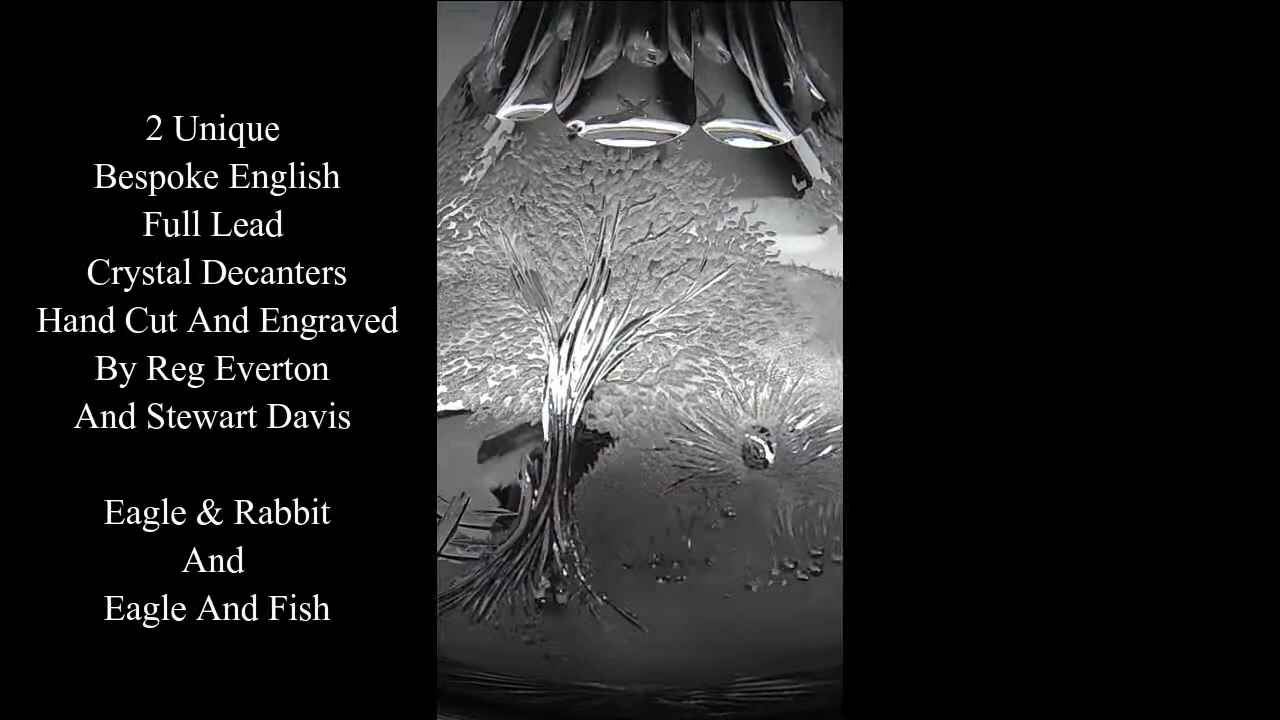 2 Unique
Bespoke English
Full Lead
Crystal Decanters
Hand Cut And Engraved
By Reg Everton
And Stewart Davis
Eagle & Rabbit
And
Eagle And Fish